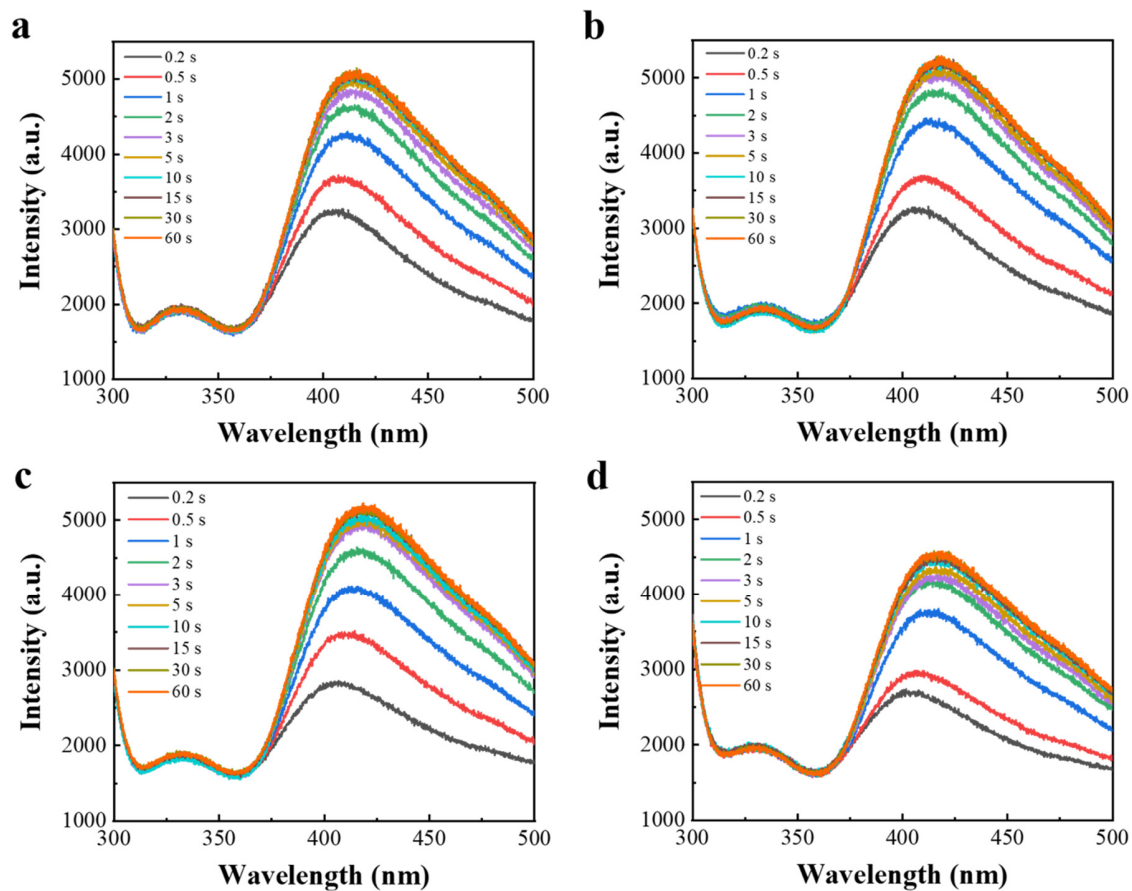 a
0.2 s
0.5 s
1 s
2 s
3 s
5 s
10 s
15 s
30 s
60 s
5000
4000
3000
2000
1000
300
350
400
450
500
Intensity (a.u.)
Wavelength (nm)
b
0.2 s
0.5 s
1 s
2 s
3 s
5 s
10 s
15 s
30 s
60 s
5000
4000
3000
2000
1000
300
350
400
450
500
Intensity (a.u.)
Wavelength (nm)
c
0.2 s
0.5 s
1 s
2 s
3 s
5 s
10 s
15 s
30 s
60 s
5000
4000
3000
2000
1000
300
350
400
450
500
Intensity (a.u.)
Wavelength (nm)
d
0.2 s
0.5 s
1 s
2 s
3 s
5 s
10 s
15 s
30 s
60 s
5000
4000
3000
2000
1000
300
350
400
450
500
Intensity (a.u.)
Wavelength (nm)